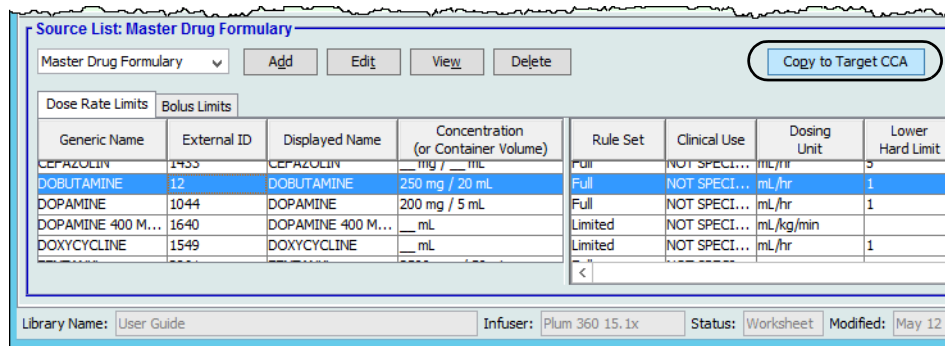 Source List: Master Drug Formulary
Master Drug Formulary Add Edit View Delete Copy to Target CCA
Dose Rate Limits Bolus Limits
Generic Name External ID Displayed Name Concentration (or Container Volume) Rule Set Clinical Use Dosing Unit Lower Hard Limit
CEFAZOLIN 1433 CEFAZOLIN __ mg / __ mL Full NOT SPECI... mL/hr 5
DOBUTAMINE 12 DOBUTAMINE 250 mg / 20 mL Full NOT SPECI... mL/hr 1
DOPAMINE 1044 DOPAMINE 200 mg / 5 mL Full NOT SPECI... mL/hr 1
DOPAMINE 400 M... 1640 DOPAMINE 400 M... __ mL Limited NOT SPECI... mL/kg/min
DOXYCYCLINE 1549 DOXYCYCLINE __ mL Limited NOT SPECI... mL/hr 1
Library Name: User Guide Infuser: Plum 360 15.1x Status: Worksheet Modified: May 12